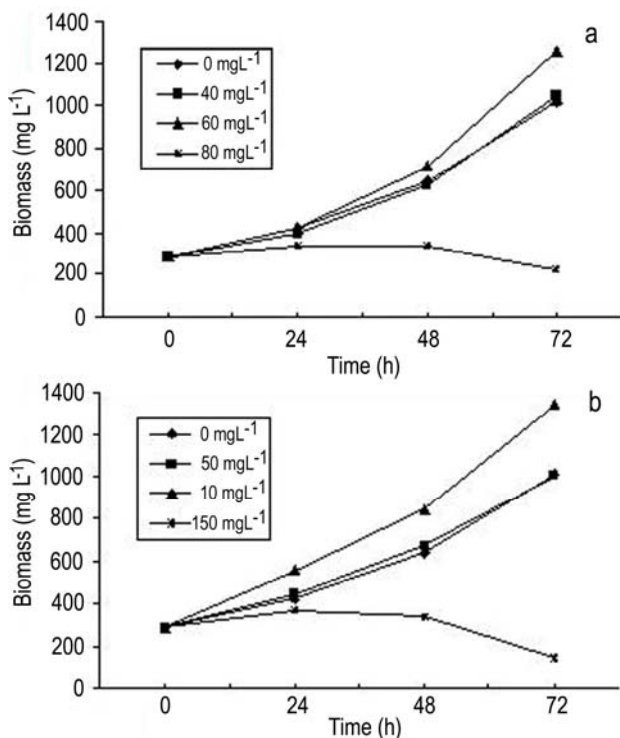 a
1400
1200
1000
800
600
400
200
0
Biomass (mg L-1)
0 mgL-1
40 mgL-1
60 mgL-1
80 mgL-1
0 24 48 72
Time (h)
b
1400
1200
1000
800
600
400
200
0
Biomass (mg L-1)
0 mgL-1
50 mgL-1
10 mgL-1
150 mgL-1
0 24 48 72
Time (h)